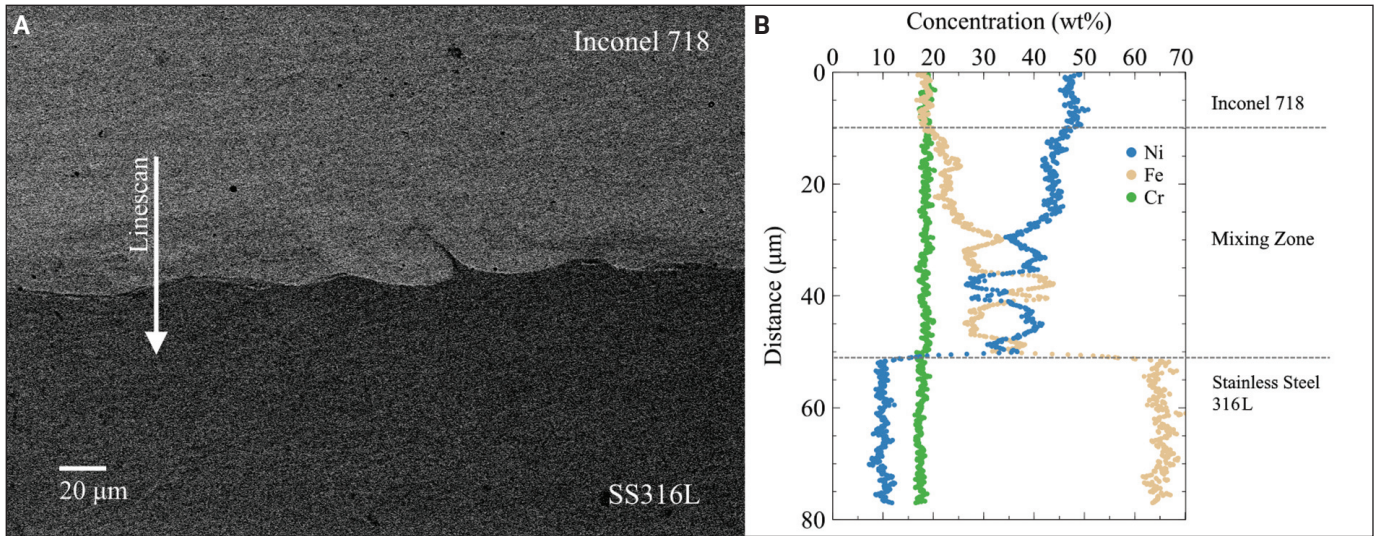 A
Inconel 718
Linescan
20 μm
SS316L
B
Concentration (wt%)
0 10 20 30 40 50 60 70
0
20
40
60
80
Distance (μm)
Ni
Fe
Cr
Inconel 718
Mixing Zone
Stainless Steel
316L